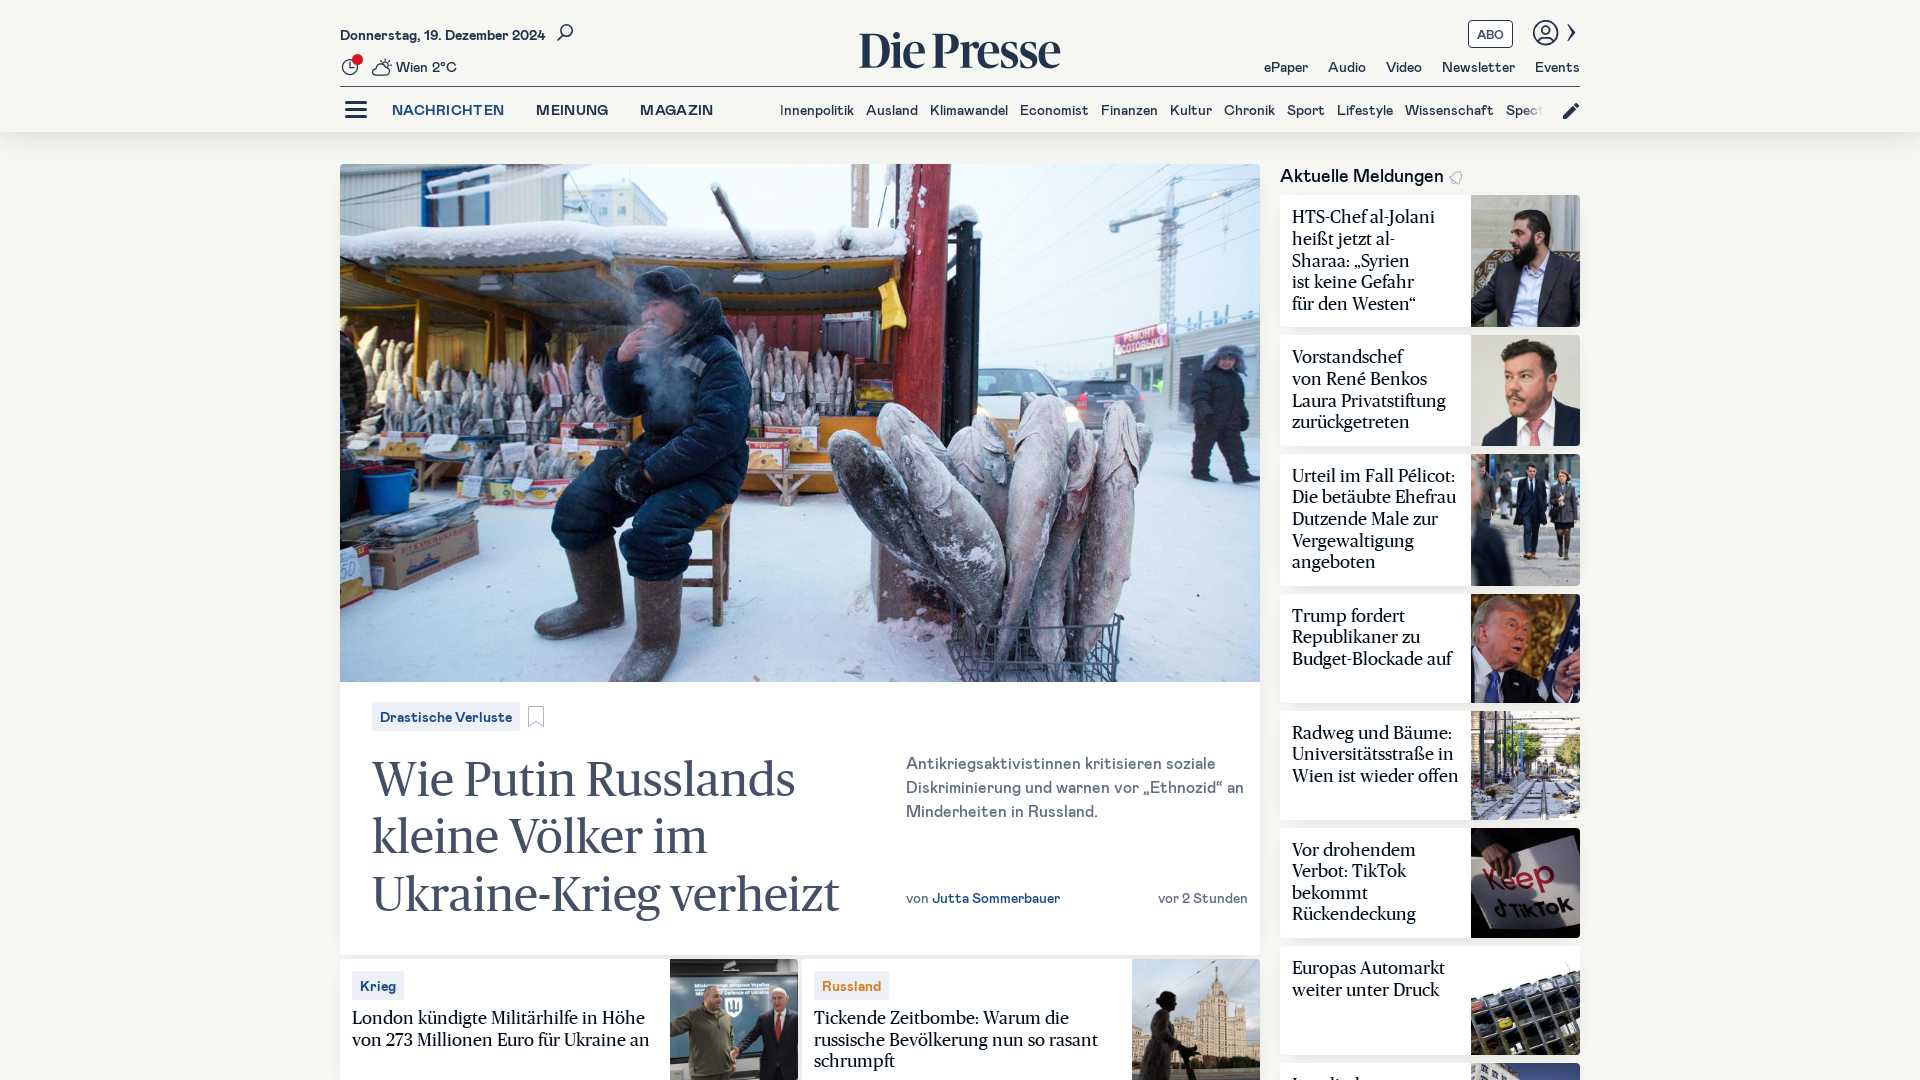 Donnerstag, 19. Dezember 2024
Wien 2°C
Die Presse
ABO
ePaper
Audio
Video
Newsletter
Events
NACHRICHTEN
MEINUNG
MAGAZIN
Innenpolitik
Ausland
Klimawandel
Economist
Finanzen
Kultur
Chronik
Sport
Lifestyle
Wissenschaft
РЕМОНТ
СОТОВЫХ
Drastische Verluste
Wie Putin Russlands
kleine Völker im
Ukraine-Krieg verheizt
Antikriegsaktivistinnen kritisieren soziale
Diskriminierung und warnen vor „Ethnozid“ an
Minderheiten in Russland.
von Jutta Sommerbauer
vor 2 Stunden
Krieg
London kündigte Militärhilfe in Höhe
von 273 Millionen Euro für Ukraine an
Russland
Tickende Zeitbombe: Warum die
russische Bevölkerung nun so rasant
schrumpft
Aktuelle Meldungen
HTS-Chef al-Jolani
heißt jetzt al-
Sharaa: „Syrien
ist keine Gefahr
für den Westen“
Vorstandschef
von René Benkos
Laura Privatstiftung
zurückgetreten
Urteil im Fall Pélicot:
Die betäubte Ehefrau
Dutzende Male zur
Vergewaltigung
angeboten
Trump fordert
Republikaner zu
Budget-Blockade auf
Radweg und Bäume:
Universitätsstraße in
Wien ist wieder offen
Vor drohendem
Verbot: TikTok
bekommt
Rückendeckung
Keep
TikTok
Europas Automarkt
weiter unter Druck